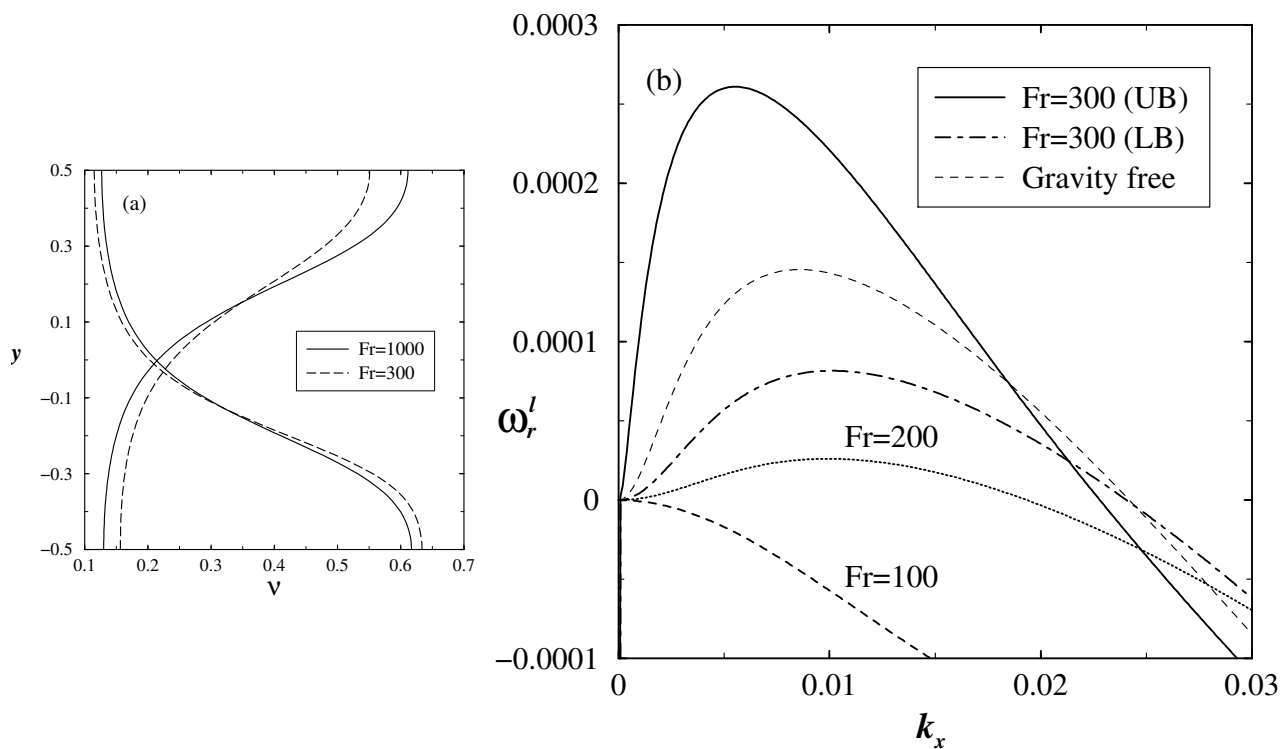 0.5
0.3
0.1
−0.1
−0.3
−0.5
y
(a)
Fr=1000
Fr=300
0.1 0.2 0.3 0.4 0.5 0.6 0.7
ν
0.0003
0.0002
0.0001
0
−0.0001
ω_r^l
(b)
Fr=300 (UB)
Fr=300 (LB)
Gravity free
Fr=200
Fr=100
0 0.01 0.02 0.03
k_x